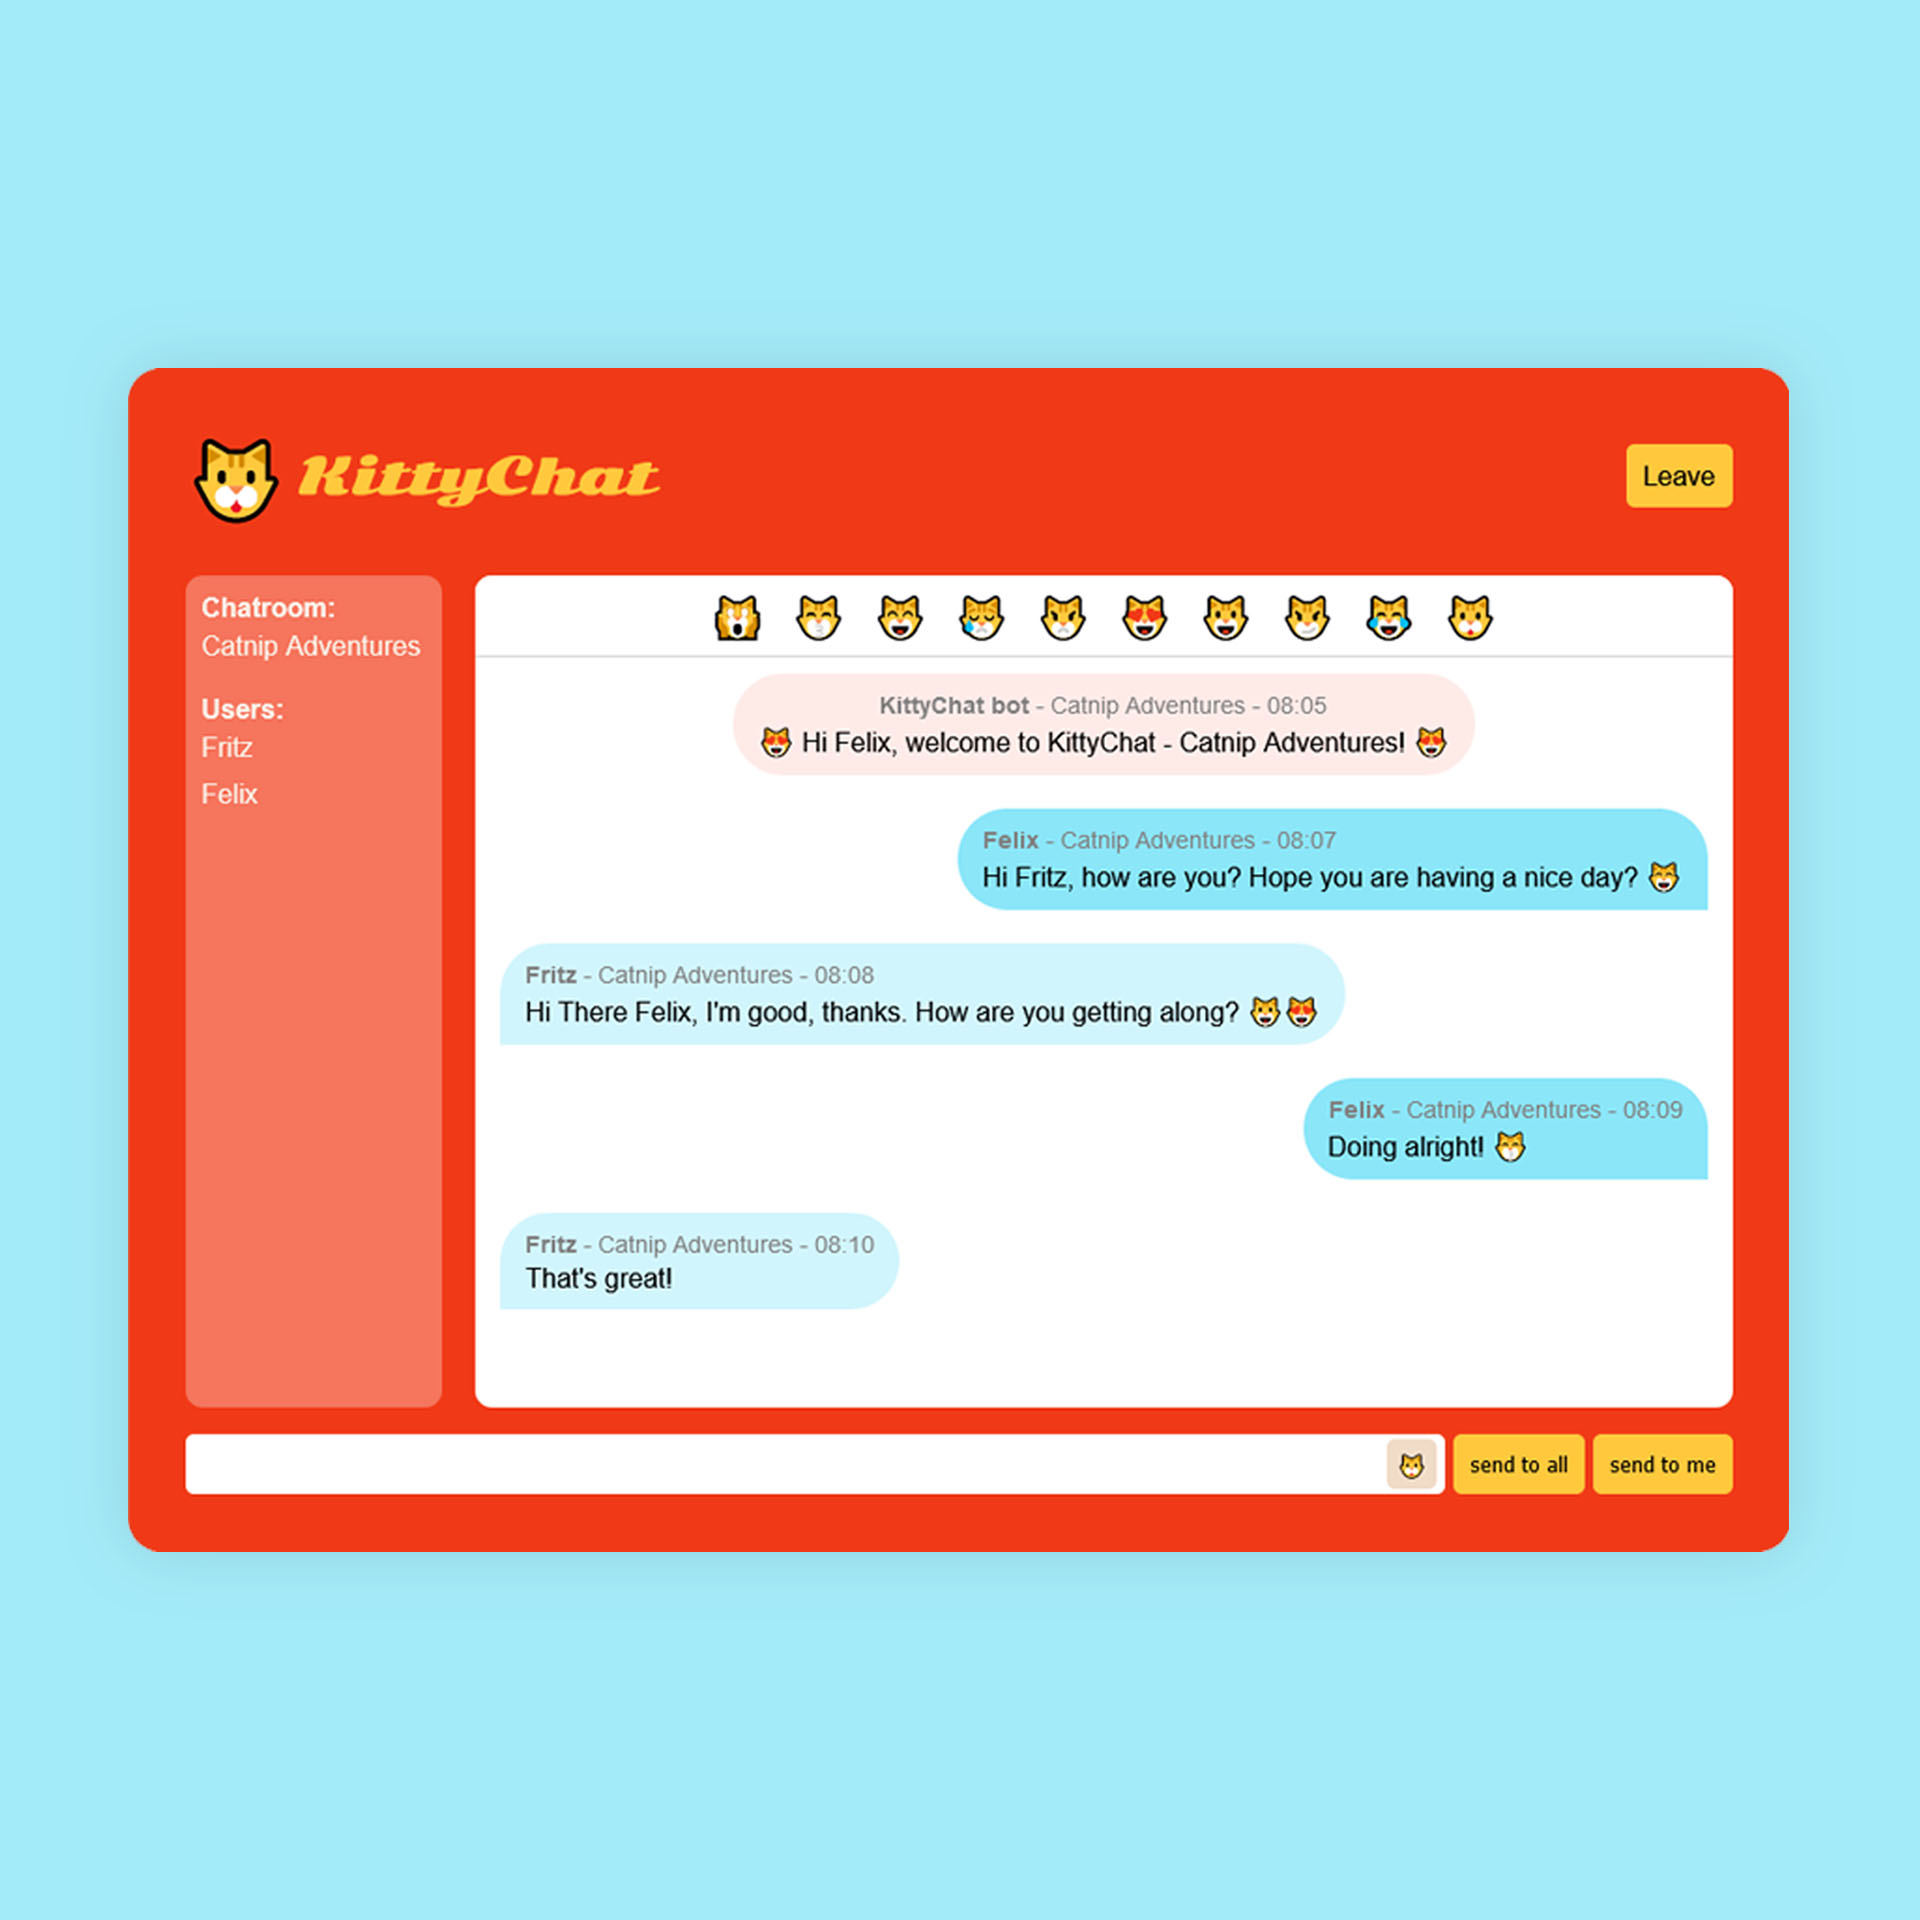 KittyChat
Leave
Chatroom:
Catnip Adventures
Users:
Fritz
Felix
KittyChat bot - Catnip Adventures - 08:05
😻 Hi Felix, welcome to KittyChat - Catnip Adventures! 😻
Felix - Catnip Adventures - 08:07
Hi Fritz, how are you? Hope you are having a nice day? 😸
Fritz - Catnip Adventures - 08:08
Hi There Felix, I'm good, thanks. How are you getting along? 😺😻
Felix - Catnip Adventures - 08:09
Doing alright! 😽
Fritz - Catnip Adventures - 08:10
That's great!
send to all
send to me